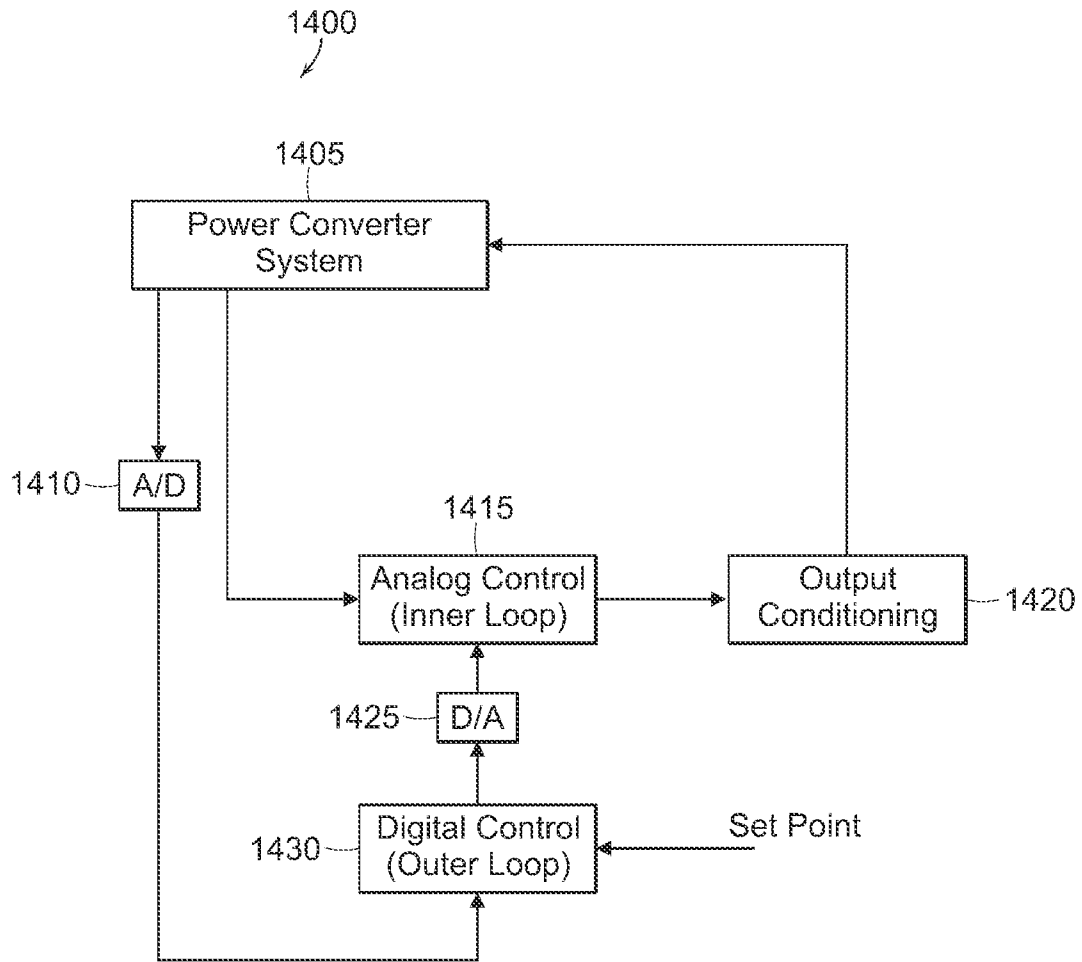 1400
1405
Power Converter
System
1410
A/D
1415
Analog Control
(Inner Loop)
Output
Conditioning
1420
1425
D/A
1430
Digital Control
(Outer Loop)
Set Point